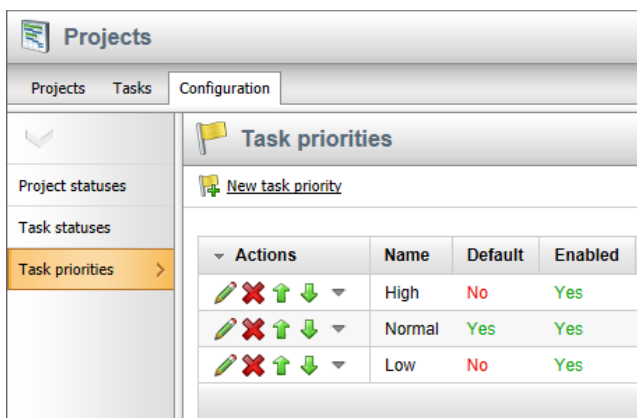 Projects
Projects Tasks Configuration
Task priorities
Project statuses
New task priority
Task statuses
Task priorities
Actions Name Default Enabled
High No Yes
Normal Yes Yes
Low No Yes